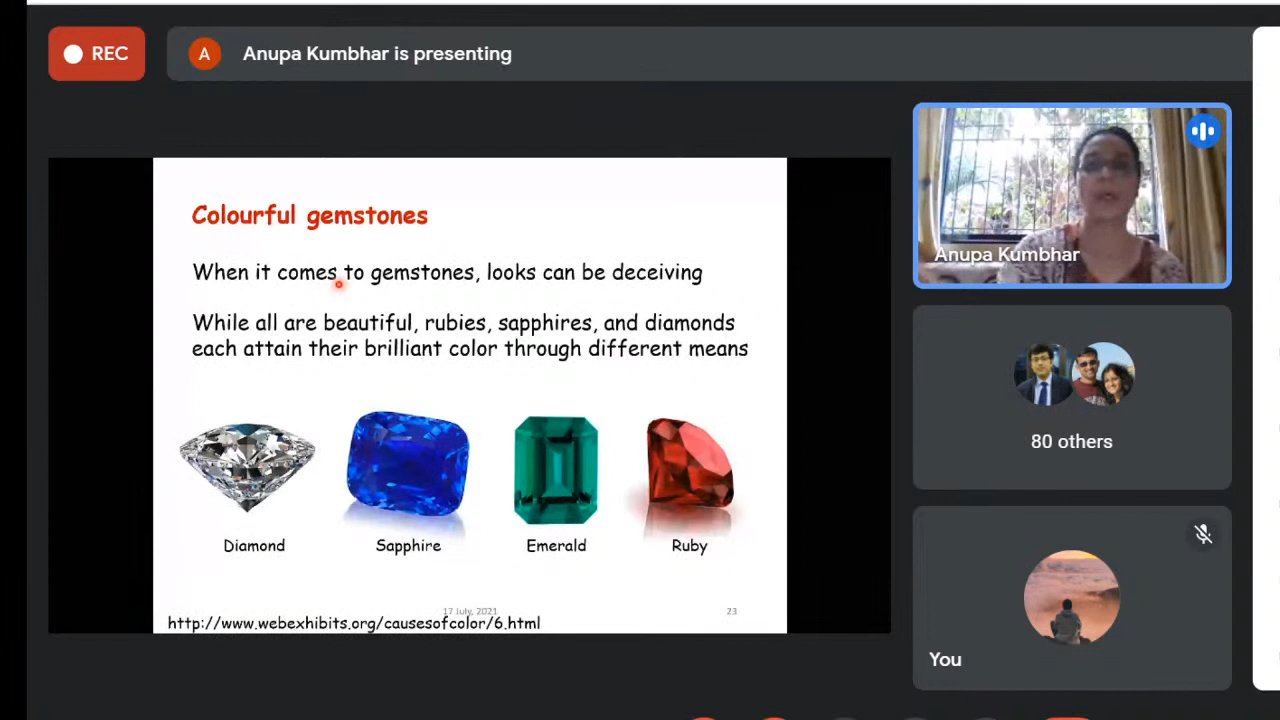 REC
A
Anupa Kumbhar is presenting
Colourful gemstones
When it comes to gemstones, looks can be deceiving
While all are beautiful, rubies, sapphires, and diamonds
each attain their brilliant color through different means
Diamond
Sapphire
Emerald
Ruby
17 July, 2021
23
http://www.webexhibits.org/causesofcolor/6.html
Anupa Kumbhar
80 others
You